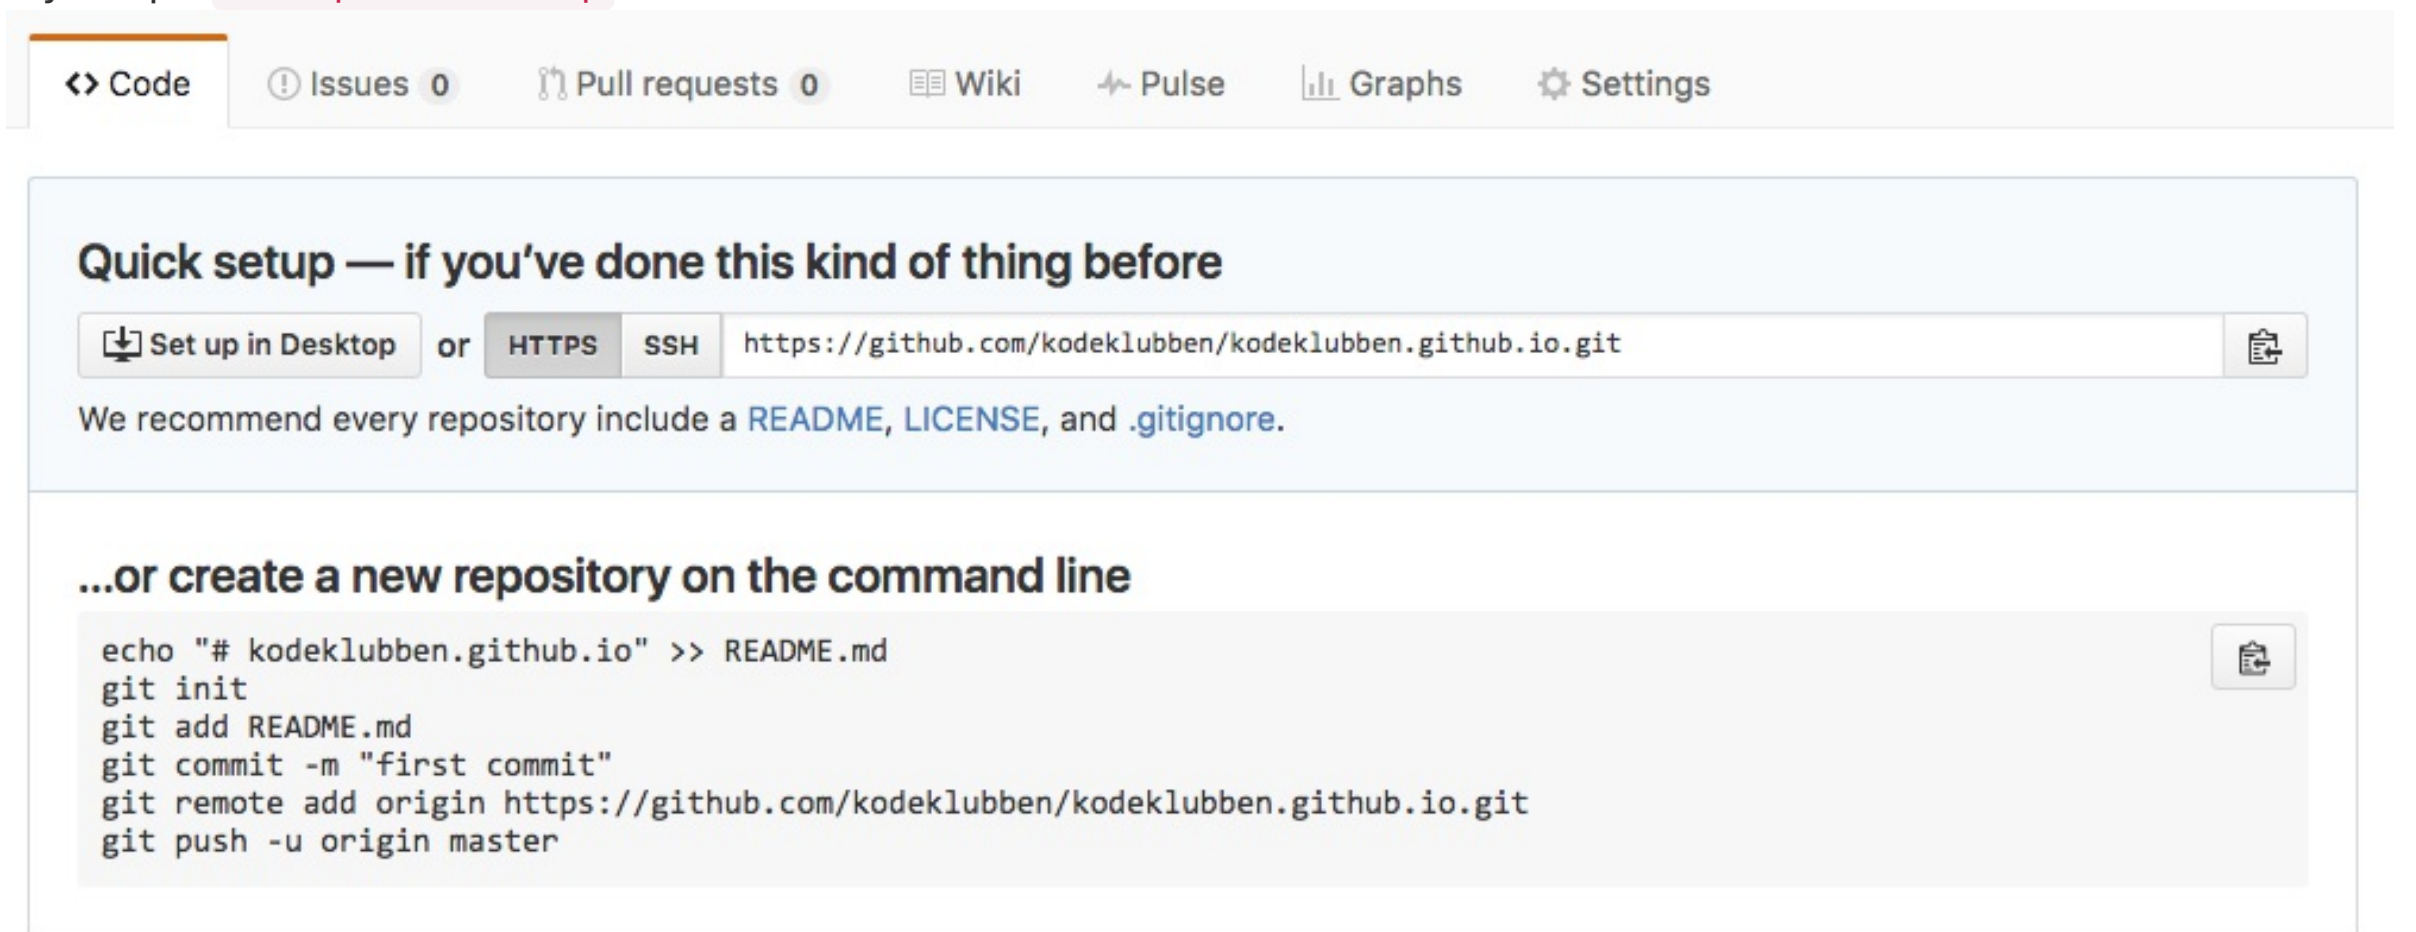 Code Issues 0 Pull requests 0 Wiki Pulse Graphs Settings
Quick setup — if you've done this kind of thing before
Set up in Desktop or HTTPS SSH https://github.com/kodeklubben/kodeklubben.github.io.git
We recommend every repository include a README, LICENSE, and .gitignore.
...or create a new repository on the command line
echo "# kodeklubben.github.io" >> README.md
git init
git add README.md
git commit -m "first commit"
git remote add origin https://github.com/kodeklubben/kodeklubben.github.io.git
git push -u origin master